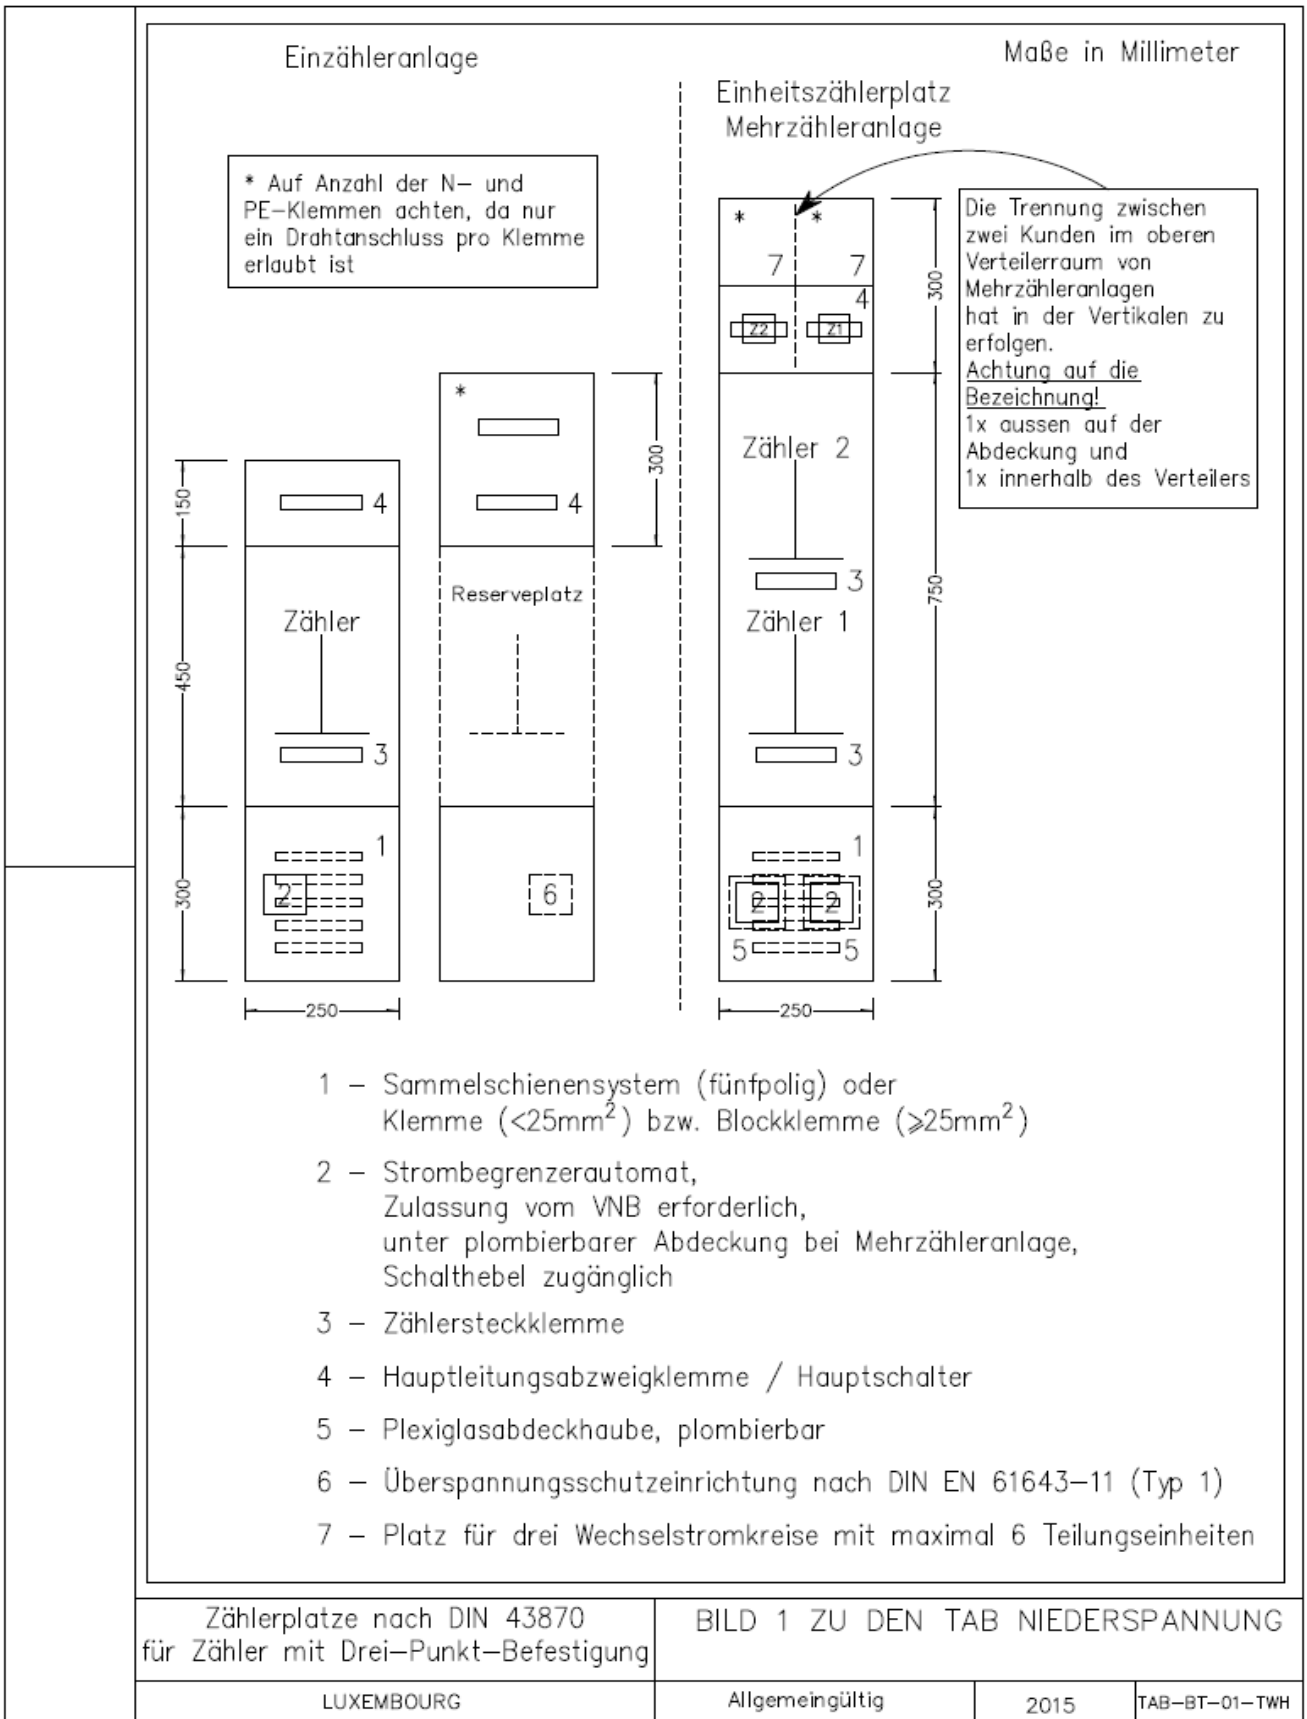 Einzähleranlage
Maße in Millimeter
Einheitszählerplatz
Mehrzähleranlage
* Auf Anzahl der N– und
PE–Klemmen achten, da nur
ein Drahtanschluss pro Klemme
erlaubt ist
Die Trennung zwischen
zwei Kunden im oberen
Verteilerraum von
Mehrzähleranlagen
hat in der Vertikalen zu
erfolgen.
Achtung auf die
Bezeichnung!
1x aussen auf der
Abdeckung und
1x innerhalb des Verteilers
150
4
450
Zähler
3
300
1
2
250
*
4
300
Reserveplatz
6
* *
7 7
4
Z2 Z1
300
Zähler 2
3
750
Zähler 1
3
1
2 2
5 5
300
250
1 – Sammelschienensystem (fünfpolig) oder
Klemme (<25mm²) bzw. Blockklemme (⩾25mm²)
2 – Strombegrenzerautomat,
Zulassung vom VNB erforderlich,
unter plombierbarer Abdeckung bei Mehrzähleranlage,
Schalthebel zugänglich
3 – Zählersteckklemme
4 – Hauptleitungsabzweigklemme / Hauptschalter
5 – Plexiglasabdeckhaube, plombierbar
6 – Überspannungsschutzeinrichtung nach DIN EN 61643–11 (Typ 1)
7 – Platz für drei Wechselstromkreise mit maximal 6 Teilungseinheiten
Zählerplatze nach DIN 43870
für Zähler mit Drei–Punkt–Befestigung
BILD 1 ZU DEN TAB NIEDERSPANNUNG
LUXEMBOURG
Allgemeingültig
2015
TAB–BT–01–TWH